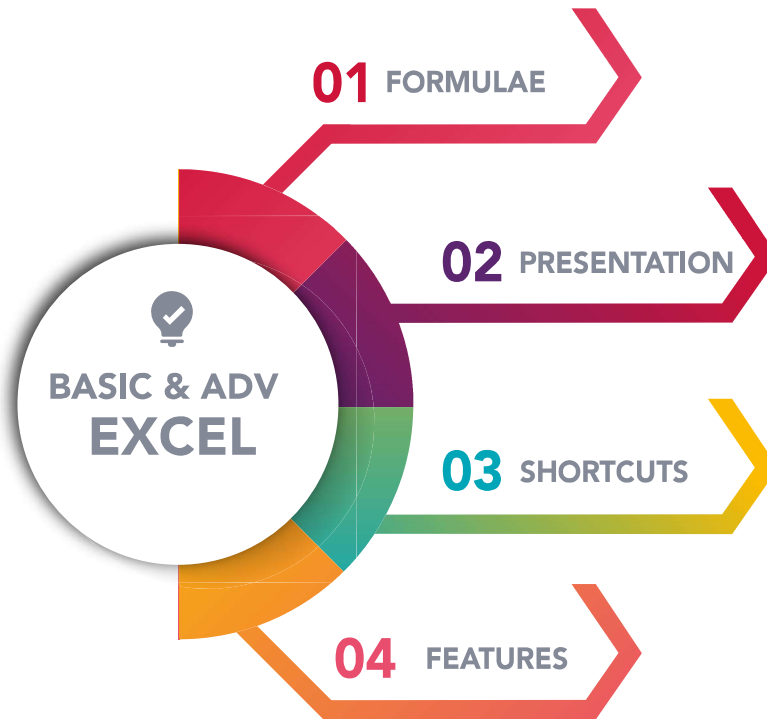 01 FORMULAE
02 PRESENTATION
BASIC & ADV
EXCEL
03 SHORTCUTS
04 FEATURES